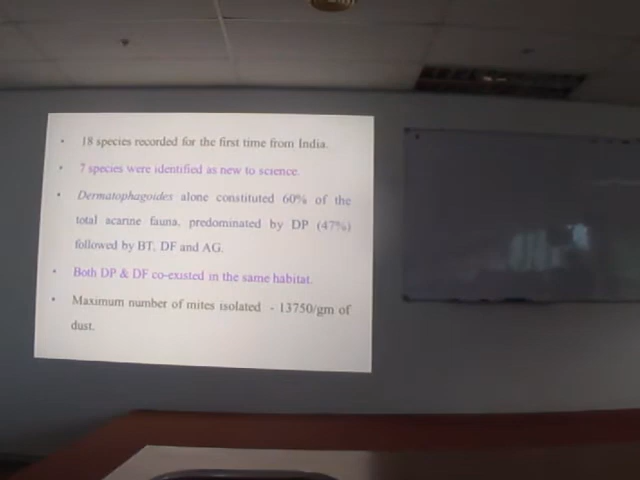 • 18 species recorded for the first time from India.
• 7 species were identified as new to science.
• Dermatophagoides alone constituted 60% of the
total acarine fauna, predominated by DP (47%)
followed by BT, DF and AG.
• Both DP & DF co-existed in the same habitat.
• Maximum number of mites isolated - 13750/gm of
dust.